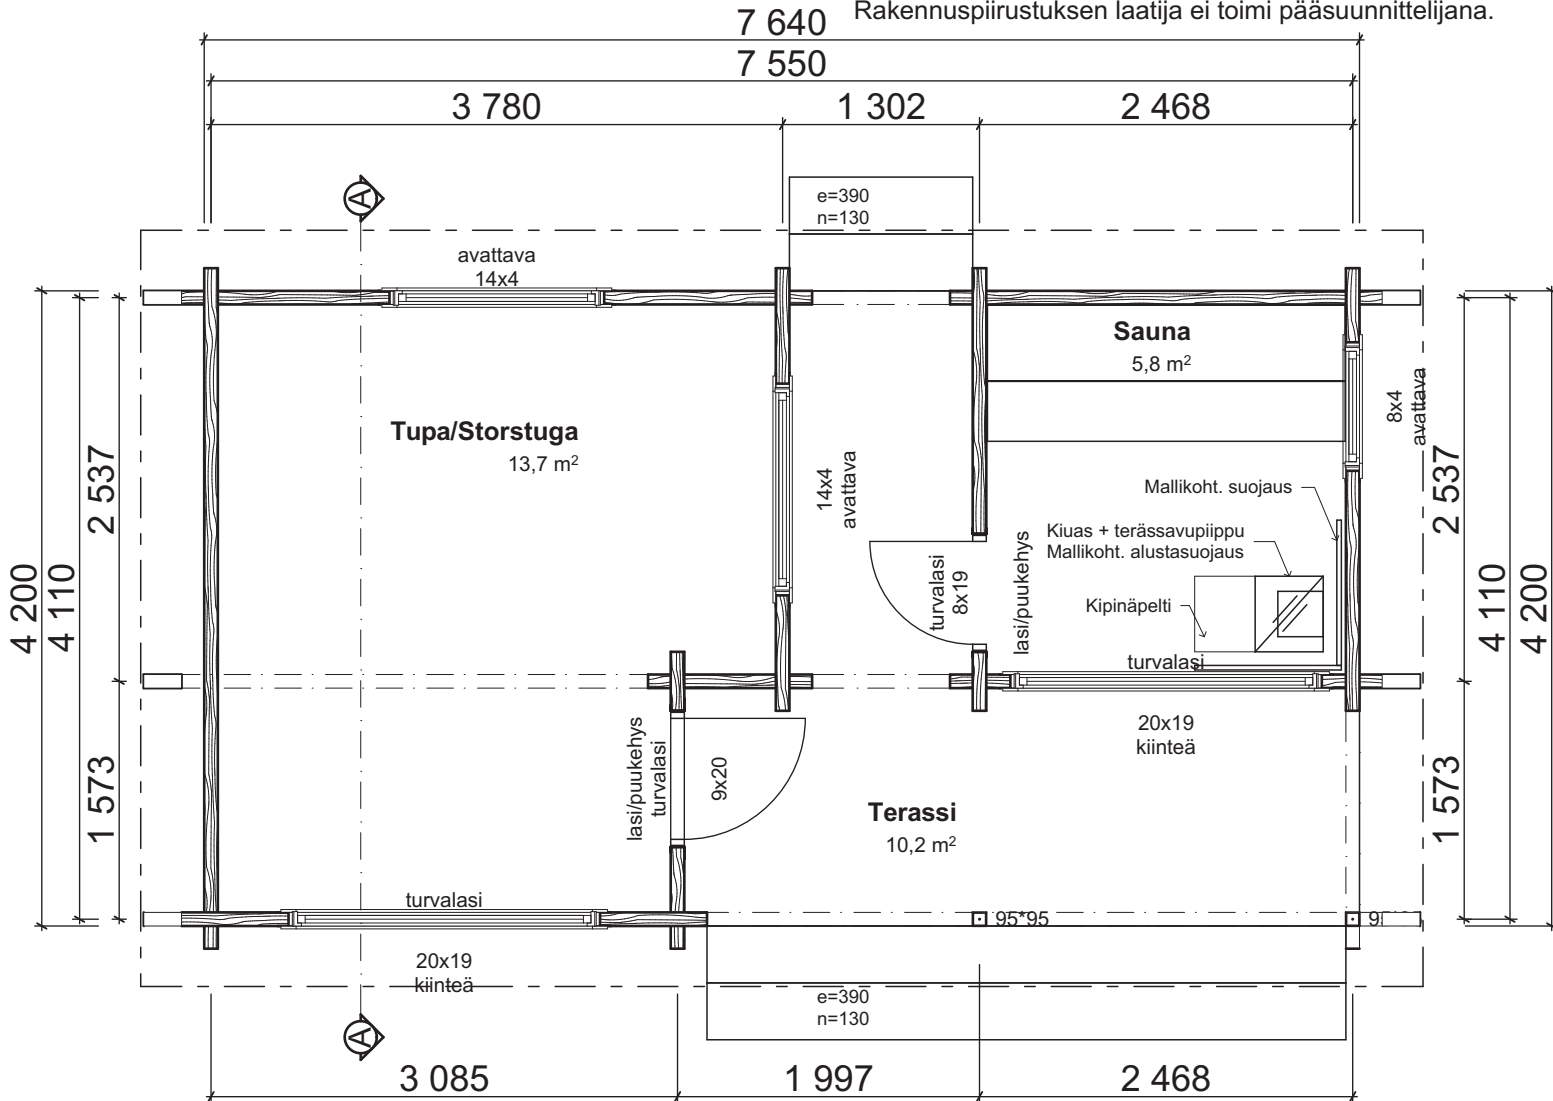 Rakennuspiirustuksen laatija ei toimi pääsuunnittelijana.
7 640
7 550
3 780
1 302
2 468
A
e=390
n=130
avattava
14x4
Sauna
5,8 m²
8x4
avattava
Tupa/Storstuga
13,7 m²
14x4
avattava
Mallikoht. suojaus
Kiuas + terässavupiippu
Mallikoht. alustasuojaus
Kipinäpelti
turvalasi
8x19
lasi/puukehys
turvalasi
20x19
kiinteä
4 200
4 110
2 537
1 573
2 537
1 573
4 110
4 200
lasi/puukehys
turvalasi
9x20
Terassi
10,2 m²
turvalasi
20x19
kiinteä
95*95
9
e=390
n=130
A
3 085
1 997
2 468